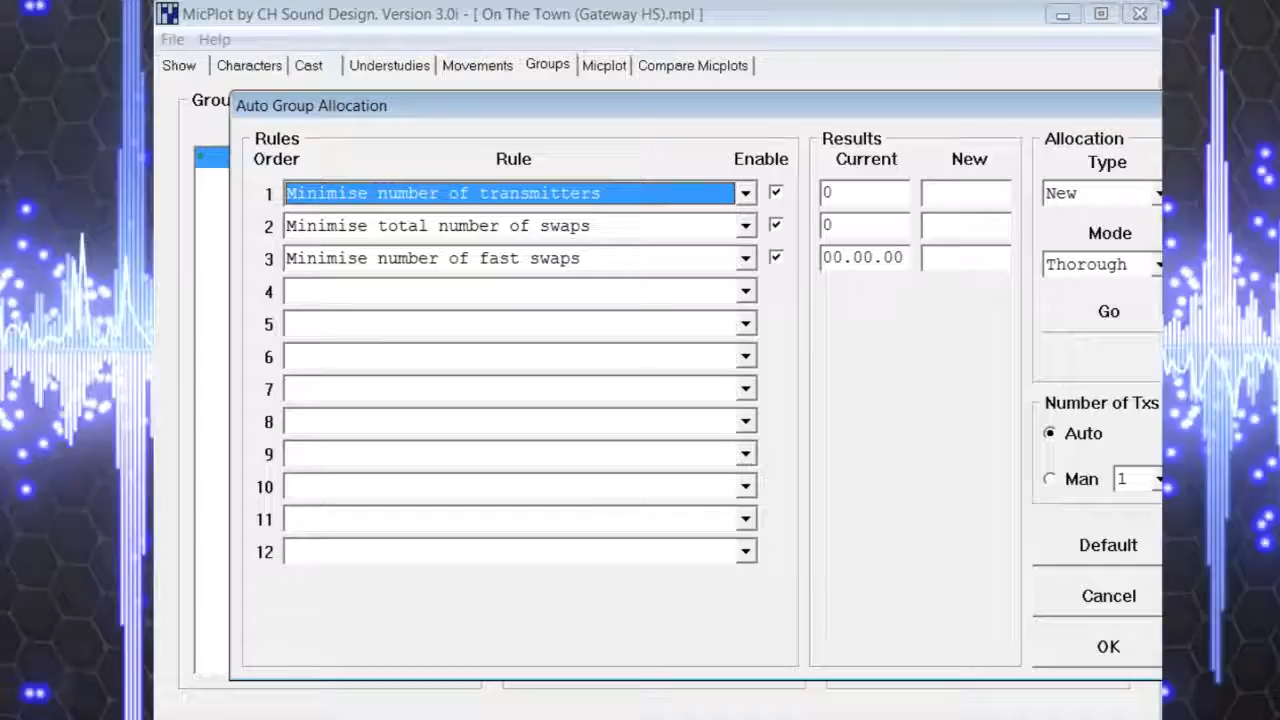 MicPlot by CH Sound Design. Version 3.0i - [ On The Town (Gateway HS).mpl ]
File Help
Show Characters Cast Understudies Movements Groups Micplot Compare Micplots
Grou
Auto Group Allocation
Rules Results Allocation
Order Rule Enable Current New Type
1 Minimise number of transmitters 0 New
2 Minimise total number of swaps 0 Mode
3 Minimise number of fast swaps 00.00.00 Thorough
4
Go
5
6
7
Number of Txs
8
Auto
9
Man 1
10
11
Default
12
Cancel
OK